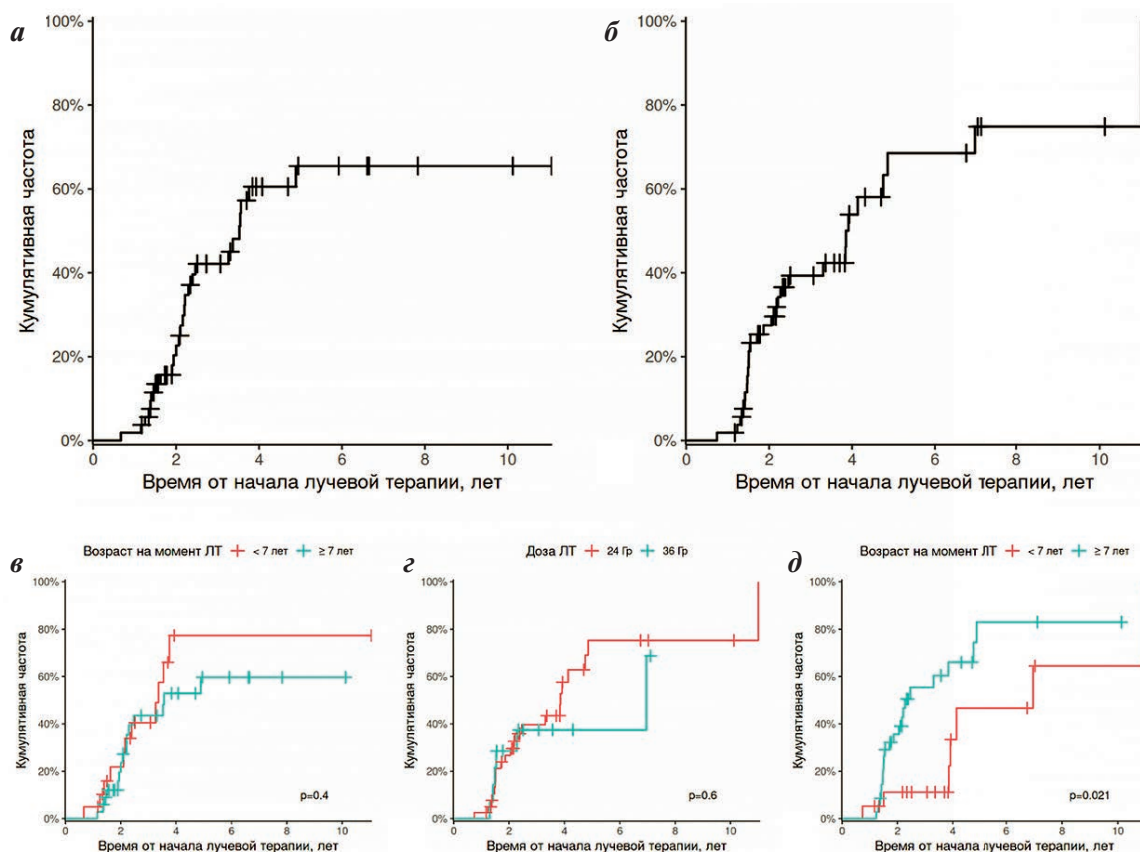 а
100%
80%
60%
40%
20%
0%
Кумулятивная частота
0 2 4 6 8 10
Время от начала лучевой терапии, лет
б
100%
80%
60%
40%
20%
0%
Кумулятивная частота
0 2 4 6 8 10
Время от начала лучевой терапии, лет
в
Возраст на момент ЛТ < 7 лет ≥ 7 лет
100%
80%
60%
40%
20%
0%
Кумулятивная частота
p=0.4
0 2 4 6 8 10
Время от начала лучевой терапии, лет
г
Доза ЛТ 24 Гр 36 Гр
100%
80%
60%
40%
20%
0%
Кумулятивная частота
p=0.6
0 2 4 6 8 10
Время от начала лучевой терапии, лет
д
Возраст на момент ЛТ < 7 лет ≥ 7 лет
100%
80%
60%
40%
20%
0%
Кумулятивная частота
p=0.021
0 2 4 6 8 10
Время от начала лучевой терапии, лет